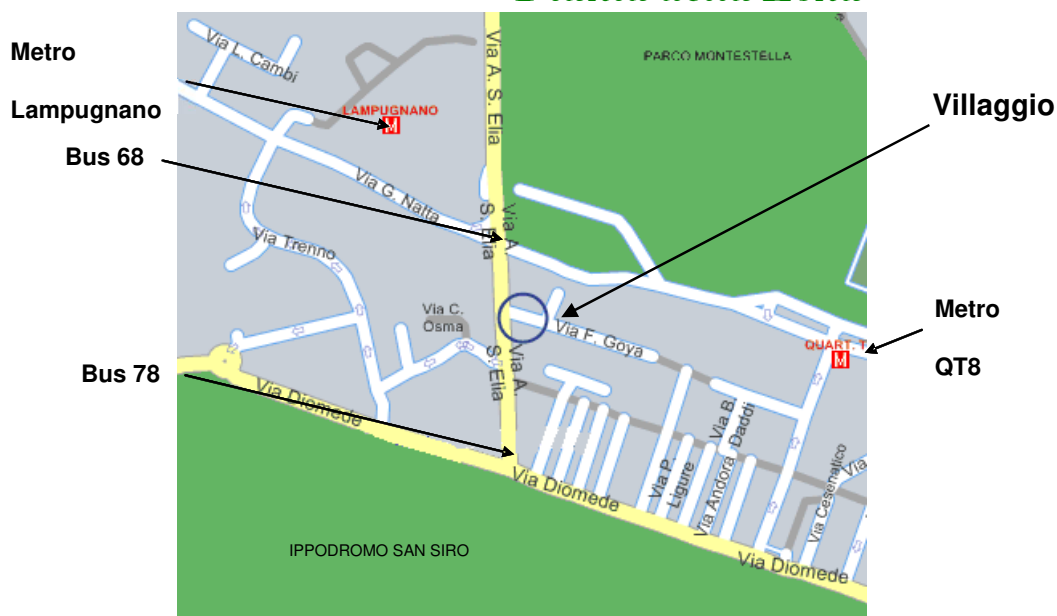 Metro
Lampugnano
Bus 68
Bus 78
Villaggio
Metro
QT8
Via L. Cambi
LAMPUGNANO
M
Via A. S. Elia
PARCO MONTESTELLA
Via G. Natta
Via A.
S. Elia
Via Trenno
Via C.
Osma
Via F. Goya
Via A.
S. Elia
QUART. T
M
Via Diomede
Via Diomede
Via P.
Ligure
Via B.
Daddi
Via Andora
Via Cesenatico
Via
Via Diomede
IPPODROMO SAN SIRO